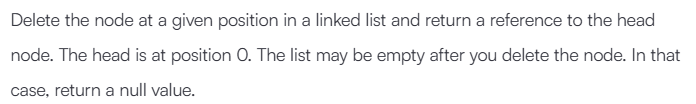 Delete the node at a given position in a linked list and return a reference to the head
node. The head is at position 0. The list may be empty after you delete the node. In that
case, return a null value.